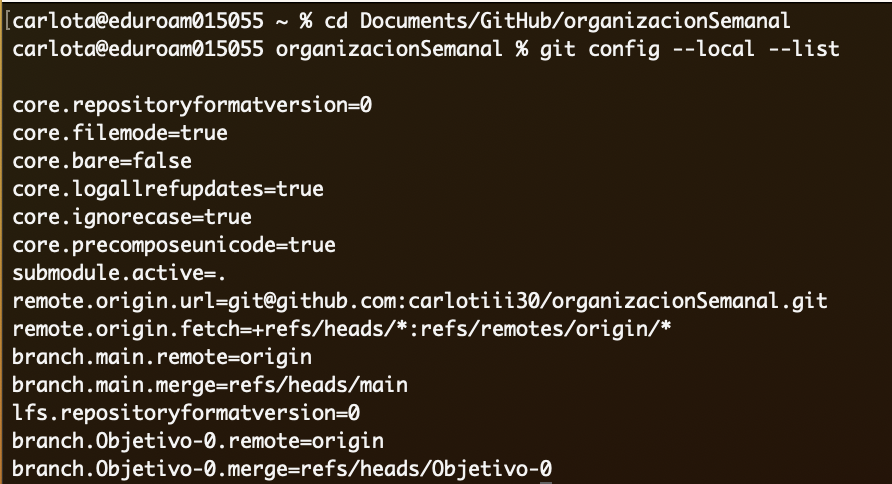 [carlota@eduroam015055 ~ % cd Documents/GitHub/organizacionSemanal
carlota@eduroam015055 organizacionSemanal % git config --local --list
core.repositoryformatversion=0
core.filemode=true
core.bare=false
core.logallrefupdates=true
core.ignorecase=true
core.precomposeunicode=true
submodule.active=.
remote.origin.url=git@github.com:carlotiii30/organizacionSemanal.git
remote.origin.fetch=+refs/heads/*:refs/remotes/origin/*
branch.main.remote=origin
branch.main.merge=refs/heads/main
lfs.repositoryformatversion=0
branch.Objetivo-0.remote=origin
branch.Objetivo-0.merge=refs/heads/Objetivo-0